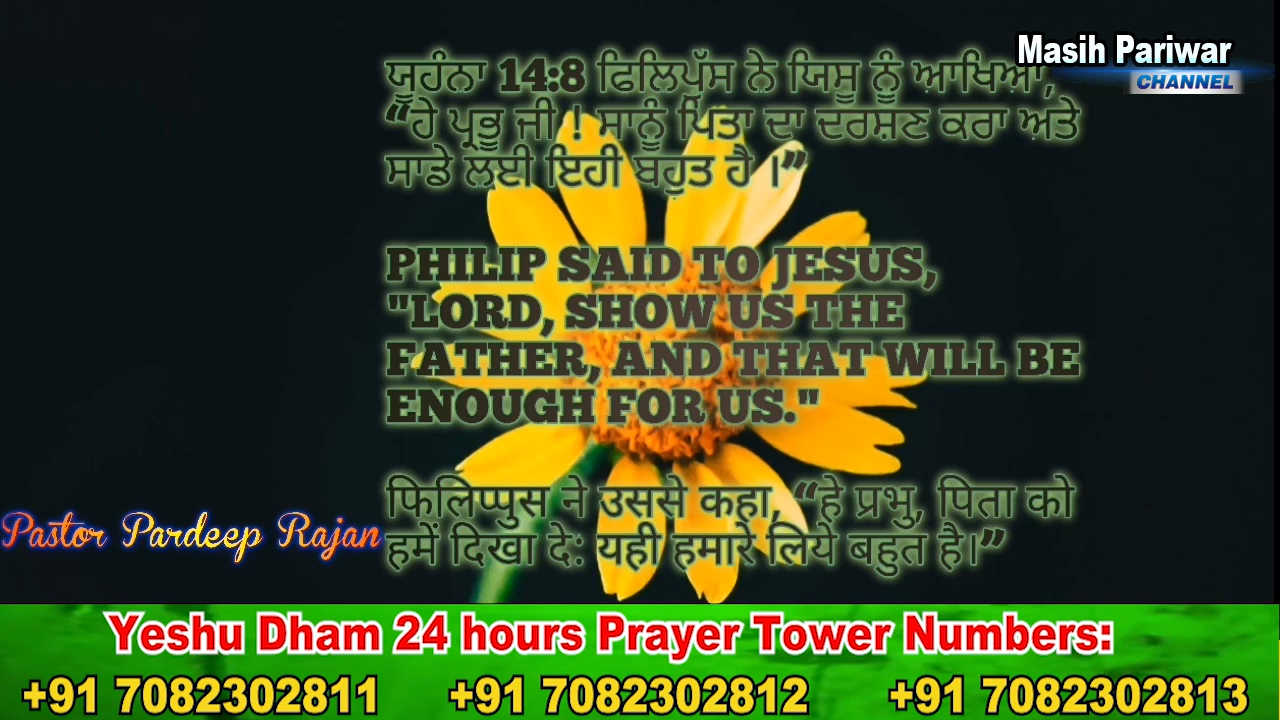 Masih Pariwar
CHANNEL
ਯੂਹੰਨਾ 14:8 ਫਿਲਿਪੁੱਸ ਨੇ ਯਿਸੂ ਨੂੰ ਆਖਿਆ,
“ਹੇ ਪ੍ਰਭੂ ਜੀ ! ਸਾਨੂੰ ਪਿਤਾ ਦਾ ਦਰਸ਼ਣ ਕਰਾ ਅਤੇ
ਸਾਡੇ ਲਈ ਇਹੀ ਬਹੁਤ ਹੈ ।”
PHILIP SAID TO JESUS,
"LORD, SHOW US THE
FATHER, AND THAT WILL BE
ENOUGH FOR US."
फिलिप्पुस ने उससे कहा, “हे प्रभु, पिता को
हमें दिखा दे: यही हमारे लिये बहुत है।”
Pastor Pardeep Rajan
Yeshu Dham 24 hours Prayer Tower Numbers:
+91 7082302811 +91 7082302812 +91 7082302813